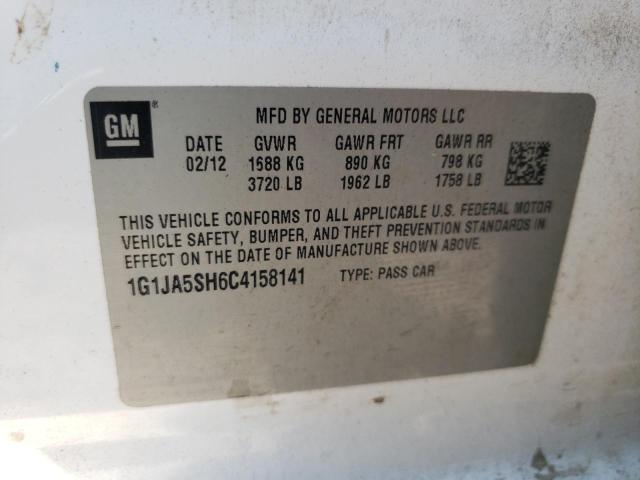 GM ®
MFD BY GENERAL MOTORS LLC
DATE GVWR GAWR FRT GAWR RR
02/12 1688 KG 890 KG 798 KG
3720 LB 1962 LB 1758 LB
THIS VEHICLE CONFORMS TO ALL APPLICABLE U.S. FEDERAL MOTOR
VEHICLE SAFETY, BUMPER, AND THEFT PREVENTION STANDARDS IN
EFFECT ON THE DATE OF MANUFACTURE SHOWN ABOVE.
1G1JA5SH6C4158141 TYPE: PASS CAR